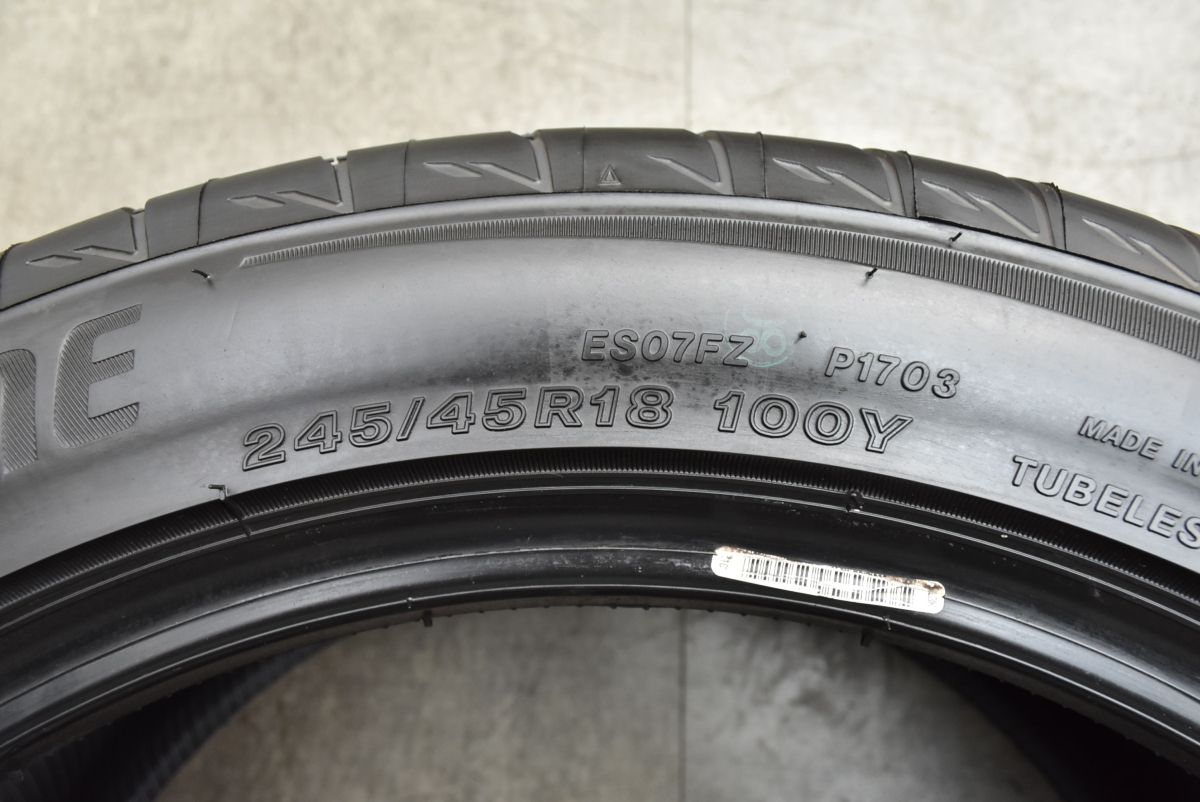 ES07FZ P1703
245/45R18 100Y
MADE IN
TUBELES